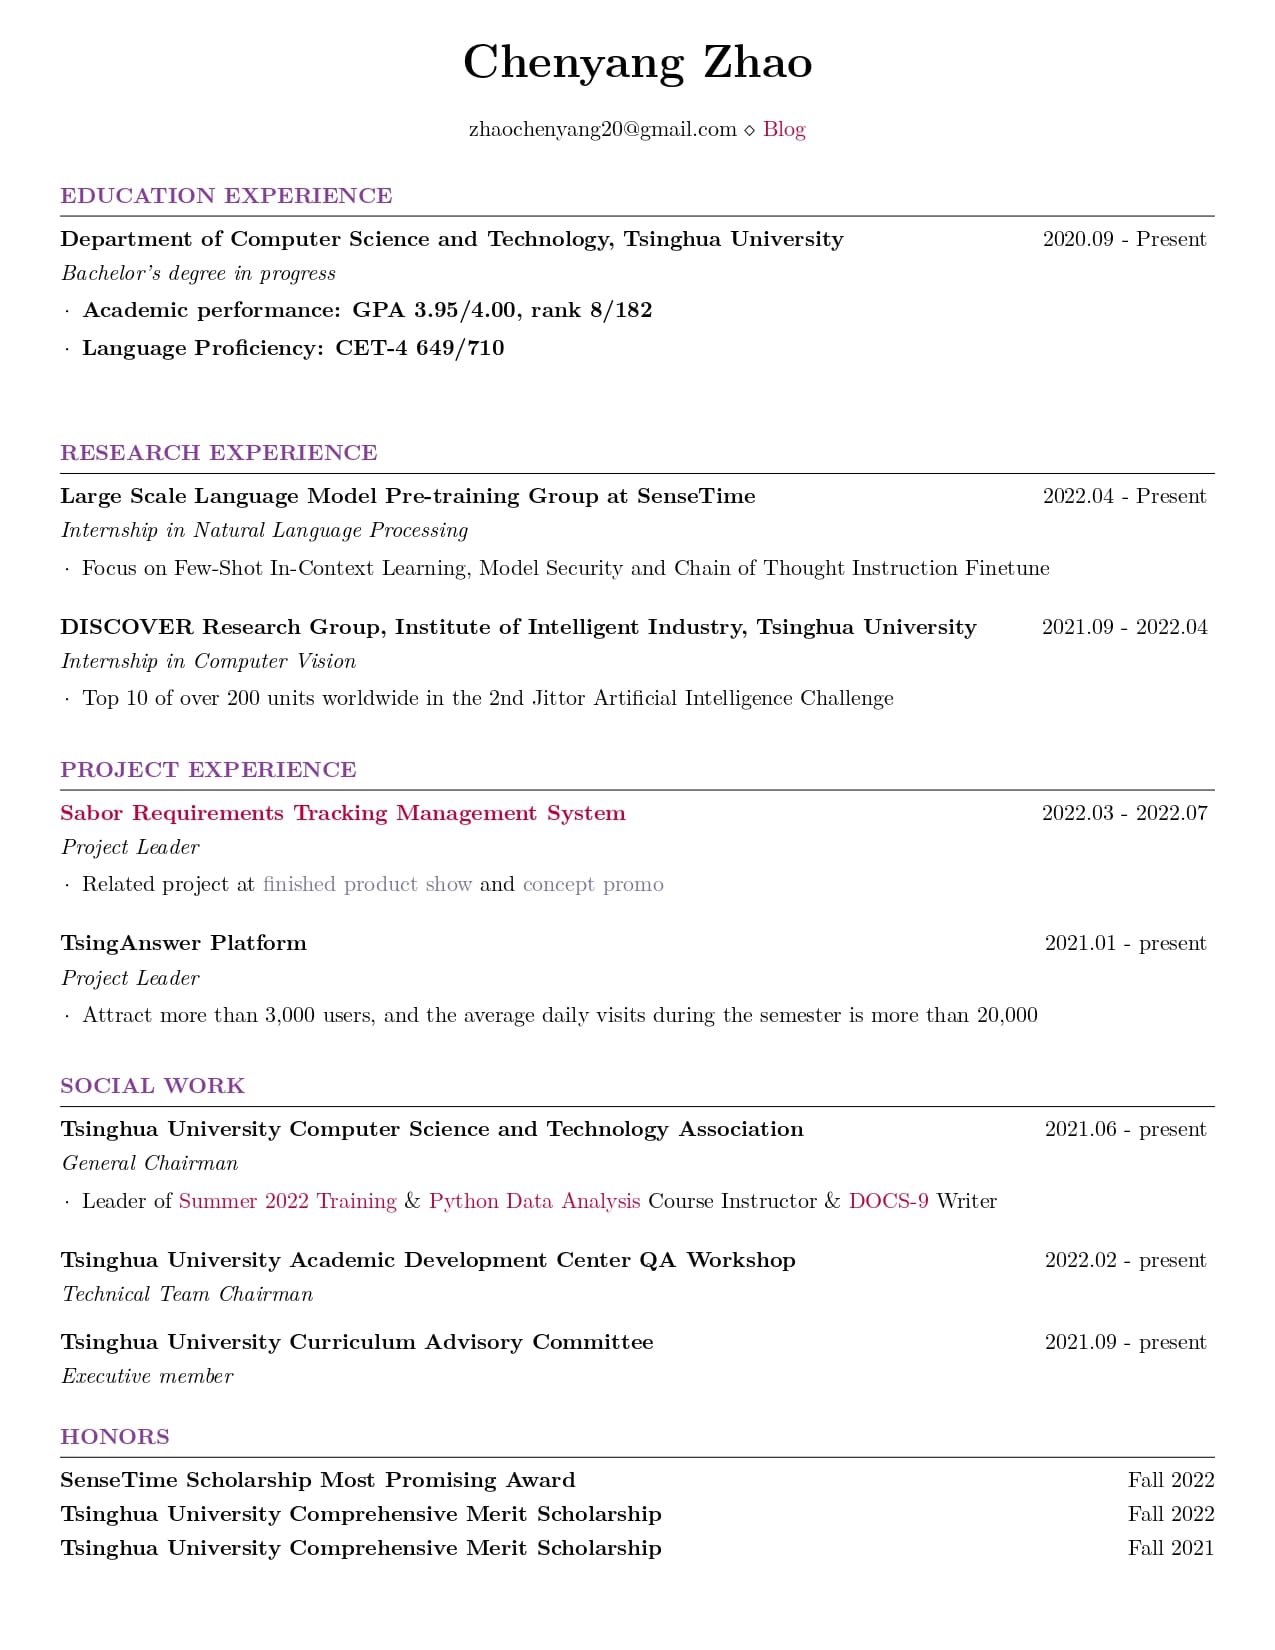 Chenyang Zhao
zhaochenyang20@gmail.com ⋄ Blog
EDUCATION EXPERIENCE
Department of Computer Science and Technology, Tsinghua University 2020.09 - Present
Bachelor's degree in progress
· Academic performance: GPA 3.95/4.00, rank 8/182
· Language Proficiency: CET-4 649/710
RESEARCH EXPERIENCE
Large Scale Language Model Pre-training Group at SenseTime 2022.04 - Present
Internship in Natural Language Processing
· Focus on Few-Shot In-Context Learning, Model Security and Chain of Thought Instruction Finetune
DISCOVER Research Group, Institute of Intelligent Industry, Tsinghua University 2021.09 - 2022.04
Internship in Computer Vision
· Top 10 of over 200 units worldwide in the 2nd Jittor Artificial Intelligence Challenge
PROJECT EXPERIENCE
Sabor Requirements Tracking Management System 2022.03 - 2022.07
Project Leader
· Related project at finished product show and concept promo
TsingAnswer Platform 2021.01 - present
Project Leader
· Attract more than 3,000 users, and the average daily visits during the semester is more than 20,000
SOCIAL WORK
Tsinghua University Computer Science and Technology Association 2021.06 - present
General Chairman
· Leader of Summer 2022 Training & Python Data Analysis Course Instructor & DOCS-9 Writer
Tsinghua University Academic Development Center QA Workshop 2022.02 - present
Technical Team Chairman
Tsinghua University Curriculum Advisory Committee 2021.09 - present
Executive member
HONORS
SenseTime Scholarship Most Promising Award Fall 2022
Tsinghua University Comprehensive Merit Scholarship Fall 2022
Tsinghua University Comprehensive Merit Scholarship Fall 2021